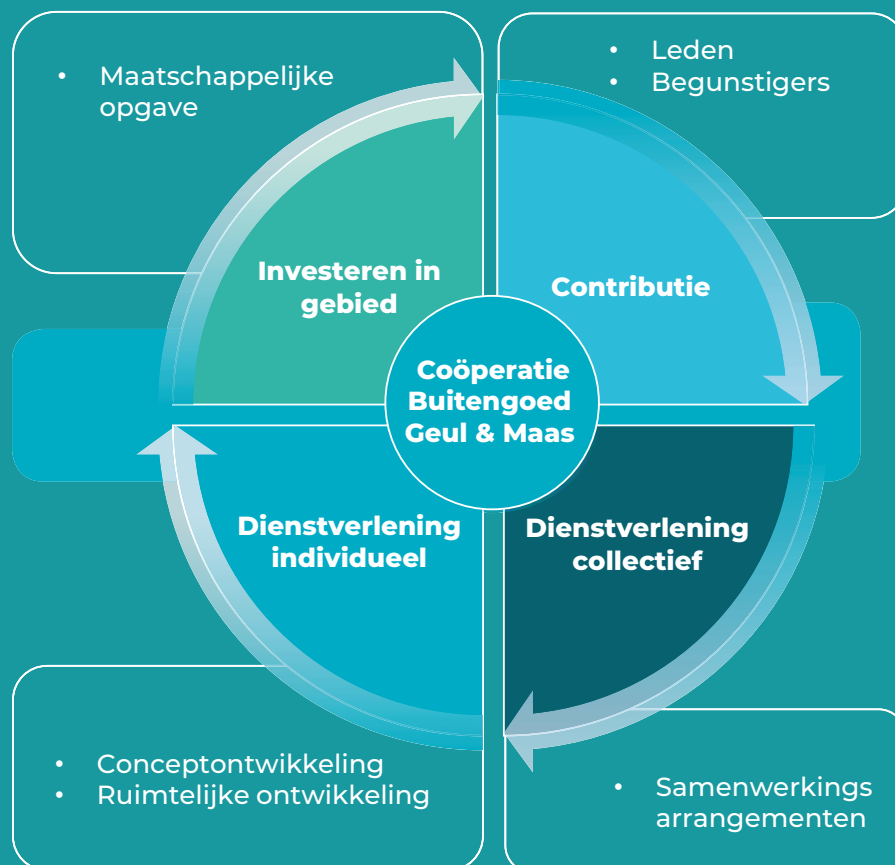 • Maatschappelijke
opgave
• Leden
• Begunstigers
Investeren in
gebied
Contributie
Coöperatie
Buitengoed
Geul & Maas
Dienstverlening
individueel
Dienstverlening
collectief
• Conceptontwikkeling
• Ruimtelijke ontwikkeling
• Samenwerkings
arrangementen